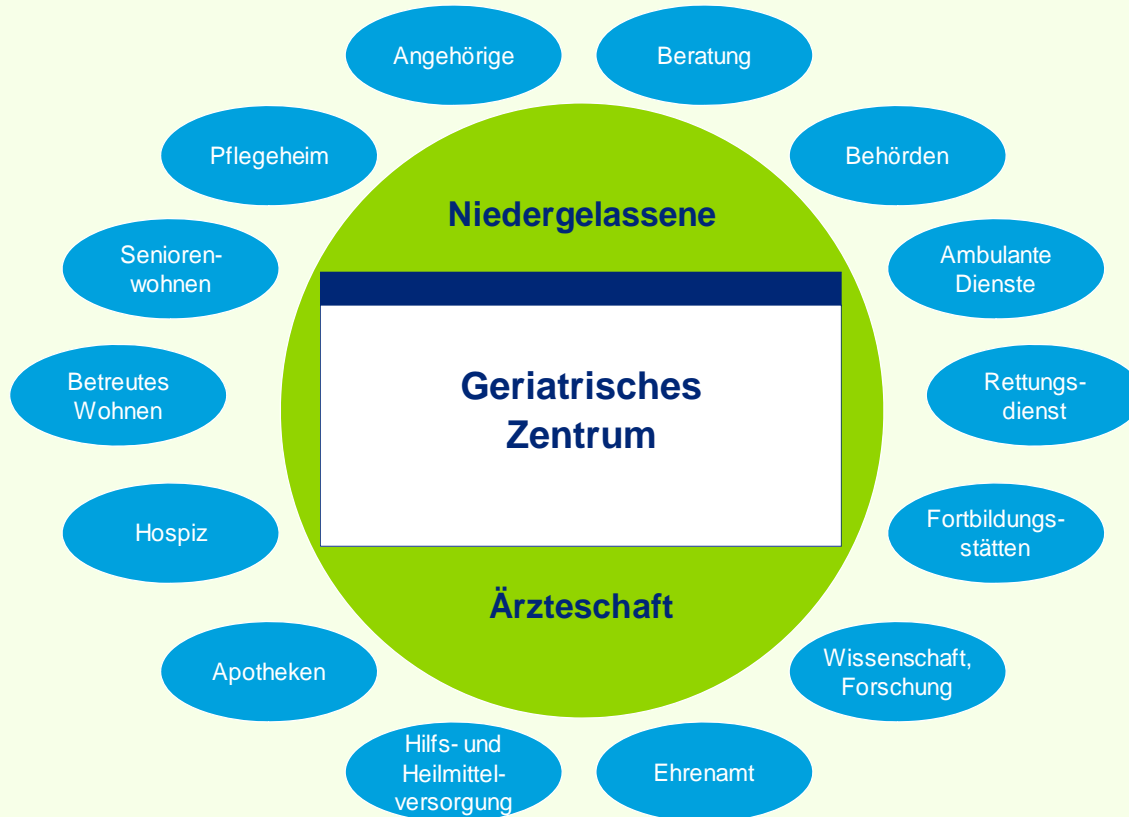 Angehörige
Beratung
Pflegeheim
Behörden
Niedergelassene
Senioren-
wohnen
Ambulante
Dienste
Betreutes
Wohnen
Geriatrisches
Zentrum
Rettungs-
dienst
Hospiz
Fortbildungs-
stätten
Ärzteschaft
Apotheken
Wissenschaft,
Forschung
Hilfs- und
Heilmittel-
versorgung
Ehrenamt